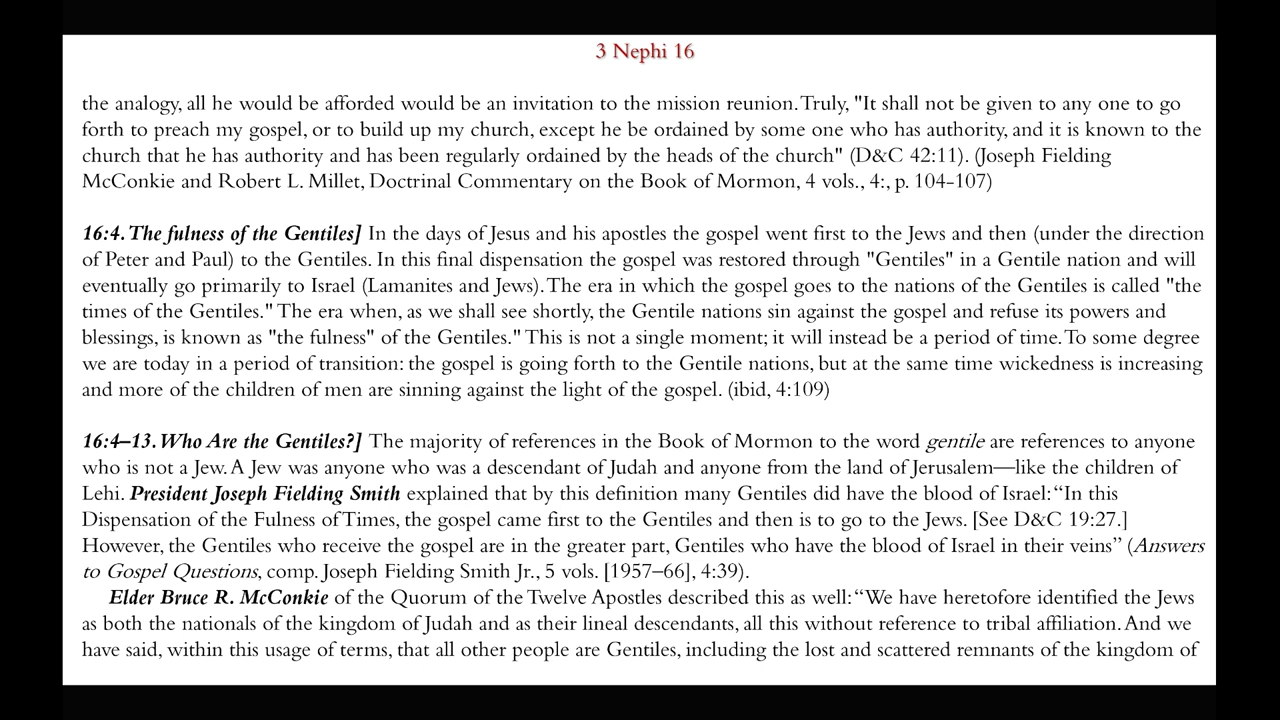 3 Nephi 16
the analogy, all he would be afforded would be an invitation to the mission reunion. Truly, "It shall not be given to any one to go
forth to preach my gospel, or to build up my church, except he be ordained by some one who has authority, and it is known to the
church that he has authority and has been regularly ordained by the heads of the church" (D&C 42:11). (Joseph Fielding
McConkie and Robert L. Millet, Doctrinal Commentary on the Book of Mormon, 4 vols., 4:, p. 104-107)
16:4. The fulness of the Gentiles] In the days of Jesus and his apostles the gospel went first to the Jews and then (under the direction
of Peter and Paul) to the Gentiles. In this final dispensation the gospel was restored through "Gentiles" in a Gentile nation and will
eventually go primarily to Israel (Lamanites and Jews). The era in which the gospel goes to the nations of the Gentiles is called "the
times of the Gentiles." The era when, as we shall see shortly, the Gentile nations sin against the gospel and refuse its powers and
blessings, is known as "the fulness" of the Gentiles." This is not a single moment; it will instead be a period of time. To some degree
we are today in a period of transition: the gospel is going forth to the Gentile nations, but at the same time wickedness is increasing
and more of the children of men are sinning against the light of the gospel. (ibid, 4:109)
16:4–13. Who Are the Gentiles?] The majority of references in the Book of Mormon to the word gentile are references to anyone
who is not a Jew. A Jew was anyone who was a descendant of Judah and anyone from the land of Jerusalem—like the children of
Lehi. President Joseph Fielding Smith explained that by this definition many Gentiles did have the blood of Israel: “In this
Dispensation of the Fulness of Times, the gospel came first to the Gentiles and then is to go to the Jews. [See D&C 19:27.]
However, the Gentiles who receive the gospel are in the greater part, Gentiles who have the blood of Israel in their veins” (Answers
to Gospel Questions, comp. Joseph Fielding Smith Jr., 5 vols. [1957–66], 4:39).
Elder Bruce R. McConkie of the Quorum of the Twelve Apostles described this as well: “We have heretofore identified the Jews
as both the nationals of the kingdom of Judah and as their lineal descendants, all this without reference to tribal affiliation. And we
have said, within this usage of terms, that all other people are Gentiles, including the lost and scattered remnants of the kingdom of